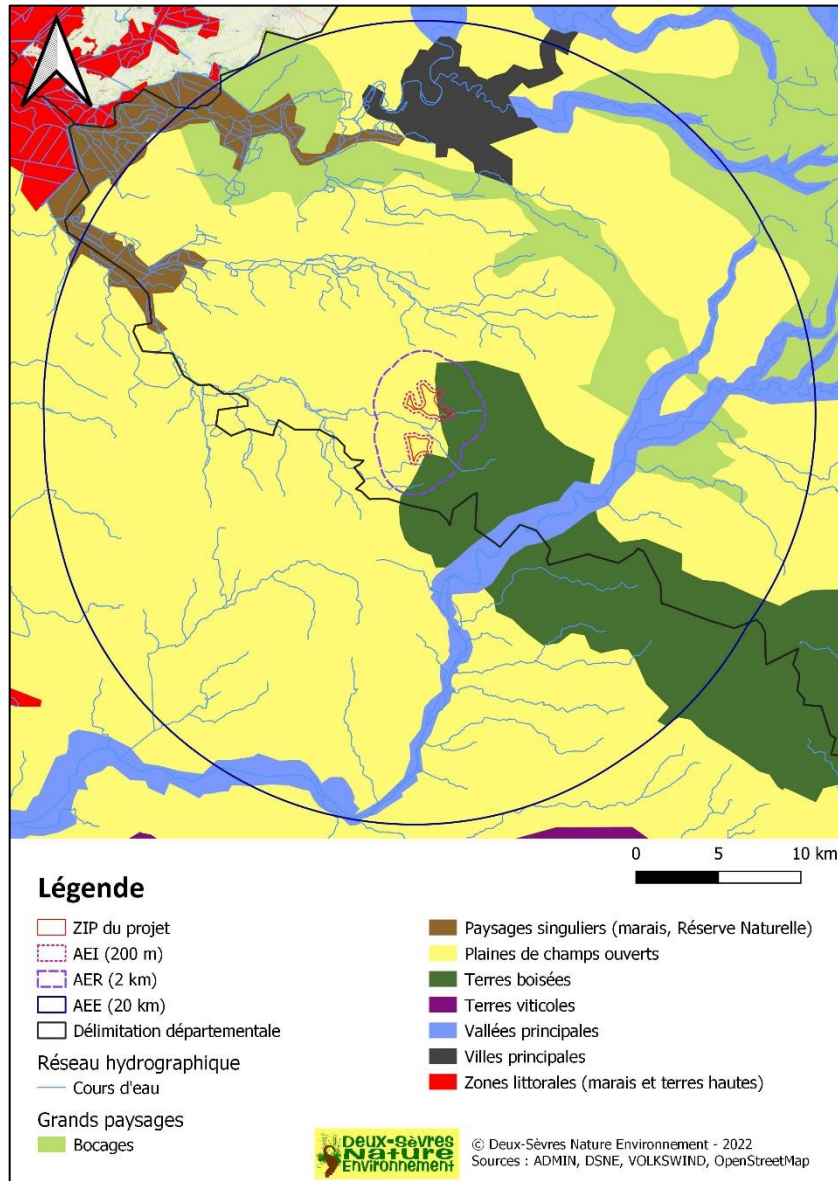 0 5 10 km
Légende
ZIP du projet
AEI (200 m)
AER (2 km)
AEE (20 km)
Délimitation départementale
Réseau hydrographique
Cours d'eau
Grands paysages
Bocages
Paysages singuliers (marais, Réserve Naturelle)
Plaines de champs ouverts
Terres boisées
Terres viticoles
Vallées principales
Villes principales
Zones littorales (marais et terres hautes)
DEUX-SÈVRES
NATURE
ENVIRONNEMENT
© Deux-Sèvres Nature Environnement - 2022
Sources : ADMIN, DSNE, VOLKSWIND, OpenStreetMap